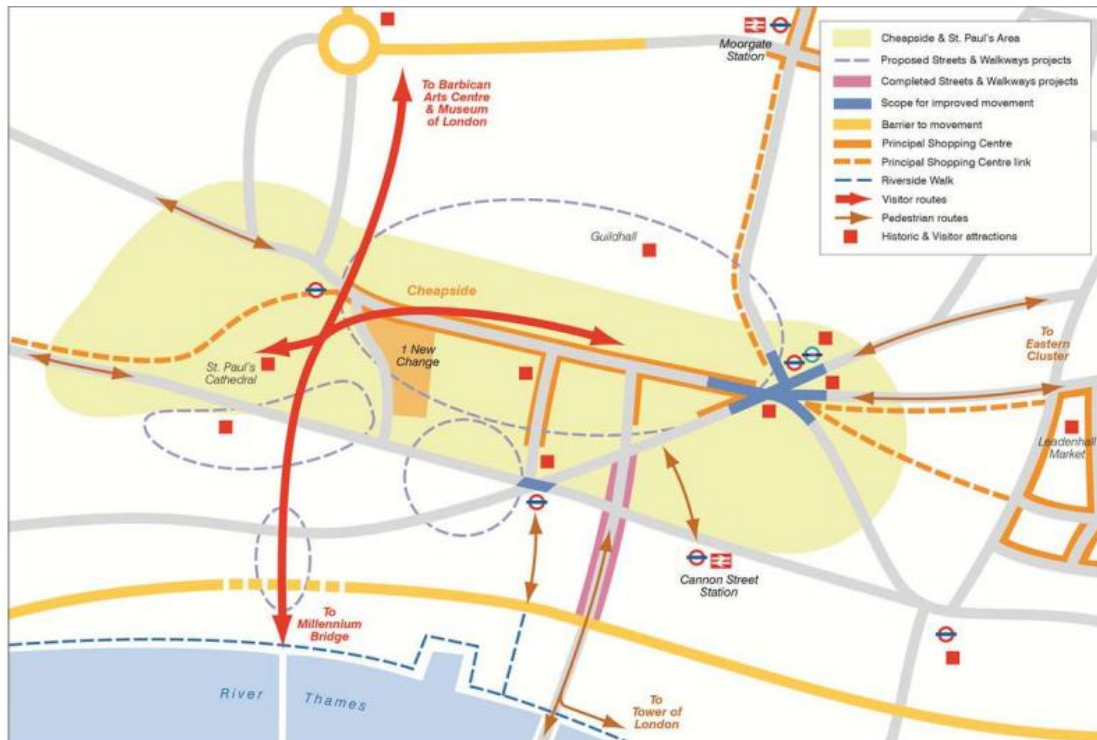 Moorgate
Station
To Barbican
Arts Centre
& Museum
of London
Cheapside & St. Paul's Area
Proposed Streets & Walkways projects
Completed Streets & Walkways projects
Scope for improved movement
Barrier to movement
Principal Shopping Centre
Principal Shopping Centre link
Riverside Walk
Visitor routes
Pedestrian routes
Historic & Visitor attractions
Guildhall
Cheapside
1 New
Change
St. Paul's
Cathedral
To
Eastern
Cluster
Leadenhall
Market
Cannon Street
Station
To
Millennium
Bridge
River Thames
To
Tower of
London